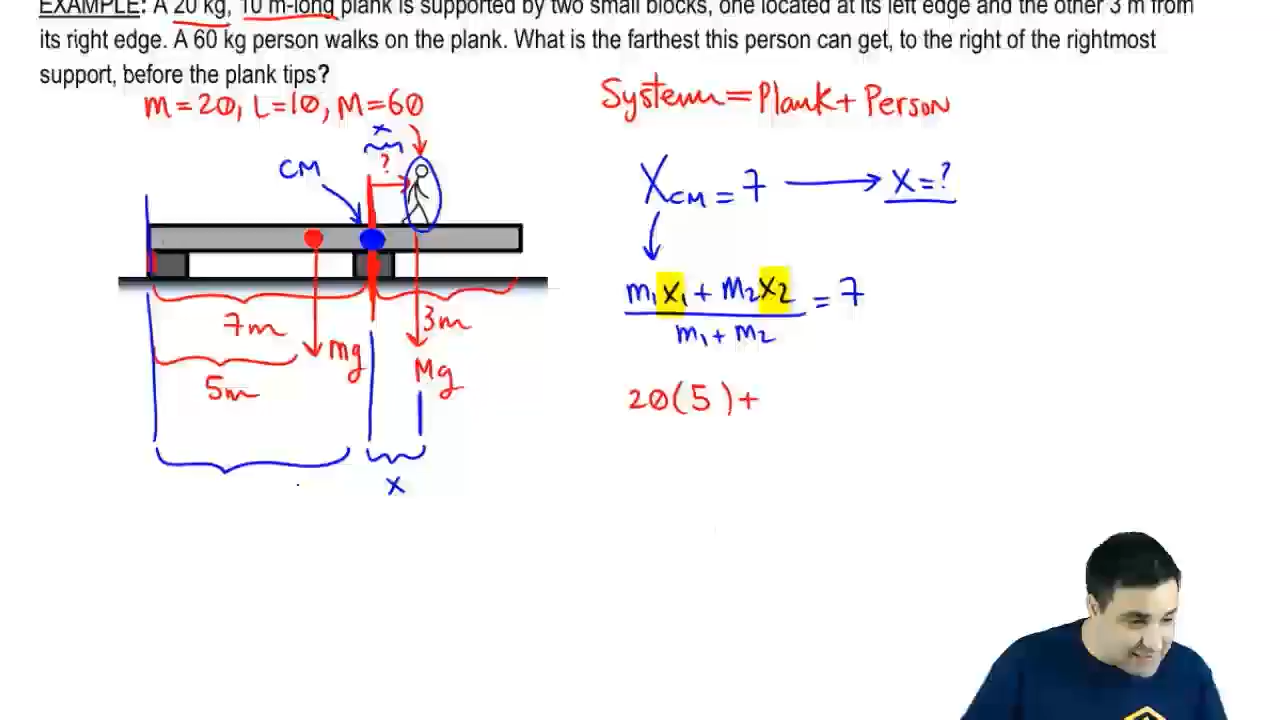 EXAMPLE: A 20 kg, 10 m-long plank is supported by two small blocks, one located at its left edge and the other 3 m from
its right edge. A 60 kg person walks on the plank. What is the farthest this person can get, to the right of the rightmost
support, before the plank tips?
m=20, L=10, M=60
System=Plank+Person
x
?
CM
XCM=7 → x=?
m1x1+m2x2 / m1+m2 = 7
7m
3m
mg
Mg
5m
20(5)+
x